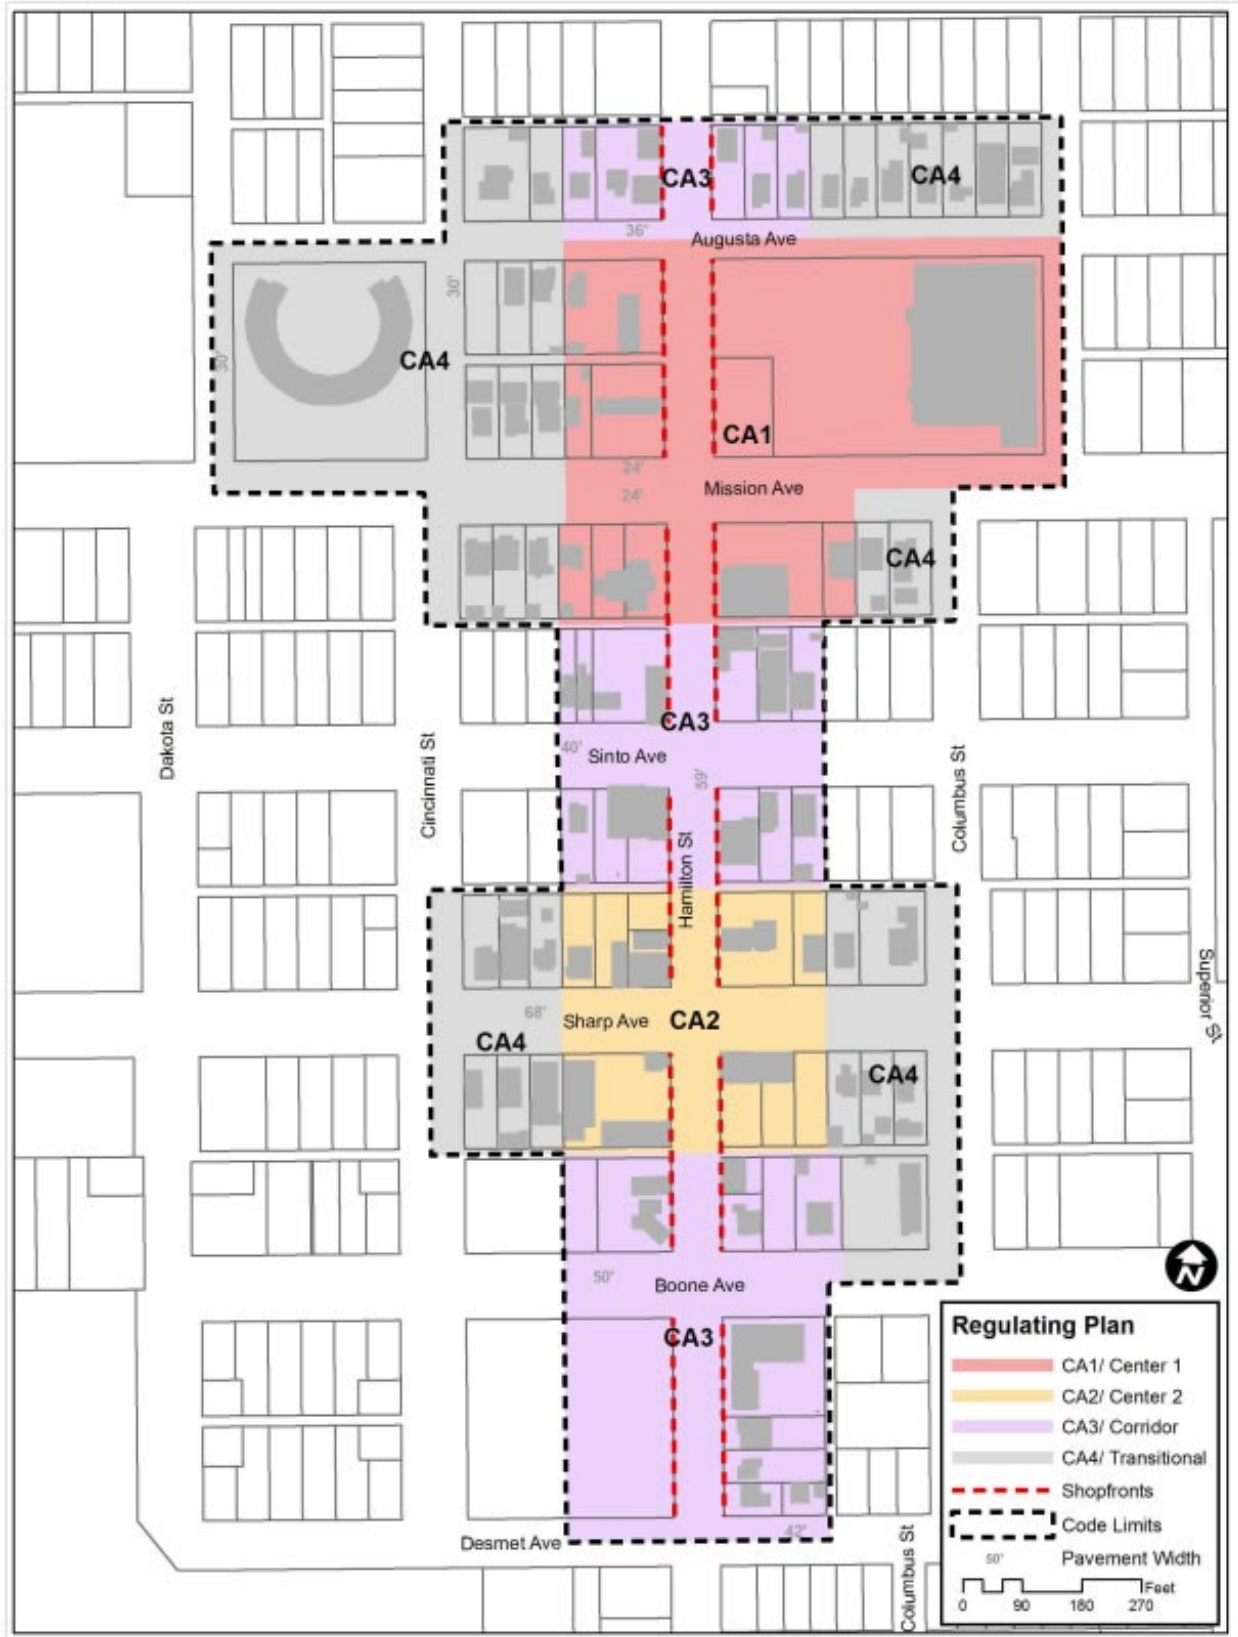 CA3
CA4
36'
Augusta Ave
30'
30'
CA4
CA1
24'
Mission Ave
24'
CA4
Dakota St
Cincinnati St
CA3
40'
Sinto Ave
59'
Columbus St
Hamilton St
Superior St
68'
Sharp Ave
CA2
CA4
CA4
50'
Boone Ave
N
CA3
42'
Desmet Ave
Columbus St
Regulating Plan
CA1/ Center 1
CA2/ Center 2
CA3/ Corridor
CA4/ Transitional
Shopfronts
Code Limits
50' Pavement Width
Feet
0 90 180 270